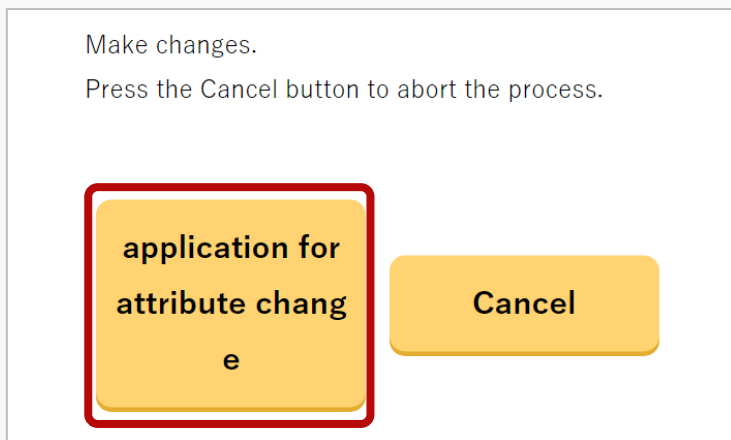 Make changes.
Press the Cancel button to abort the process.
application for
attribute chang
e
Cancel